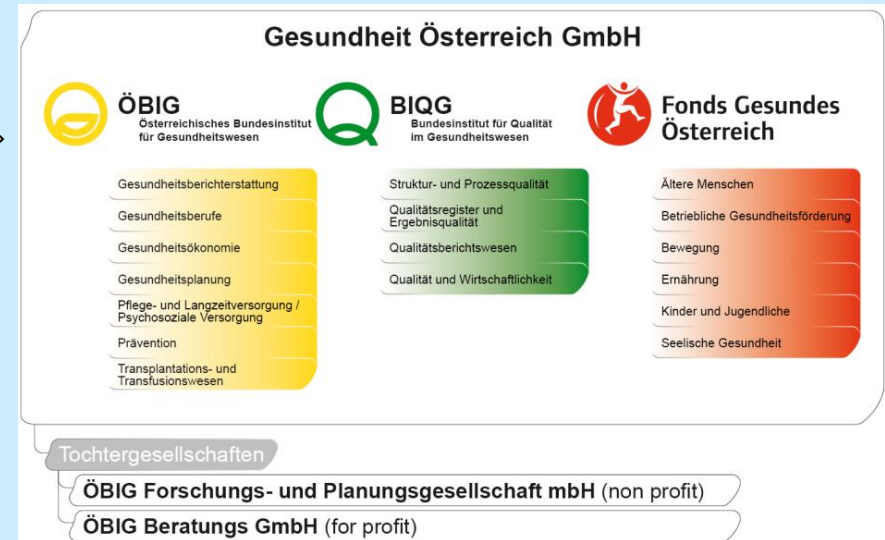 Gesundheit Österreich GmbH
ÖBIG
Österreichisches Bundesinstitut
für Gesundheitswesen
Gesundheitsberichterstattung
Gesundheitsberufe
Gesundheitsökonomie
Gesundheitsplanung
Pflege- und Langzeitversorgung /
Psychosoziale Versorgung
Prävention
Transplantations- und
Transfusionswesen
BIQG
Bundesinstitut für Qualität
im Gesundheitswesen
Struktur- und Prozessqualität
Qualitätsregister und
Ergebnisqualität
Qualitätsberichtswesen
Qualität und Wirtschaftlichkeit
Fonds Gesundes
Österreich
Ältere Menschen
Betriebliche Gesundheitsförderung
Bewegung
Ernährung
Kinder und Jugendliche
Seelische Gesundheit
Tochtergesellschaften
ÖBIG Forschungs- und Planungsgesellschaft mbH (non profit)
ÖBIG Beratungs GmbH (for profit)